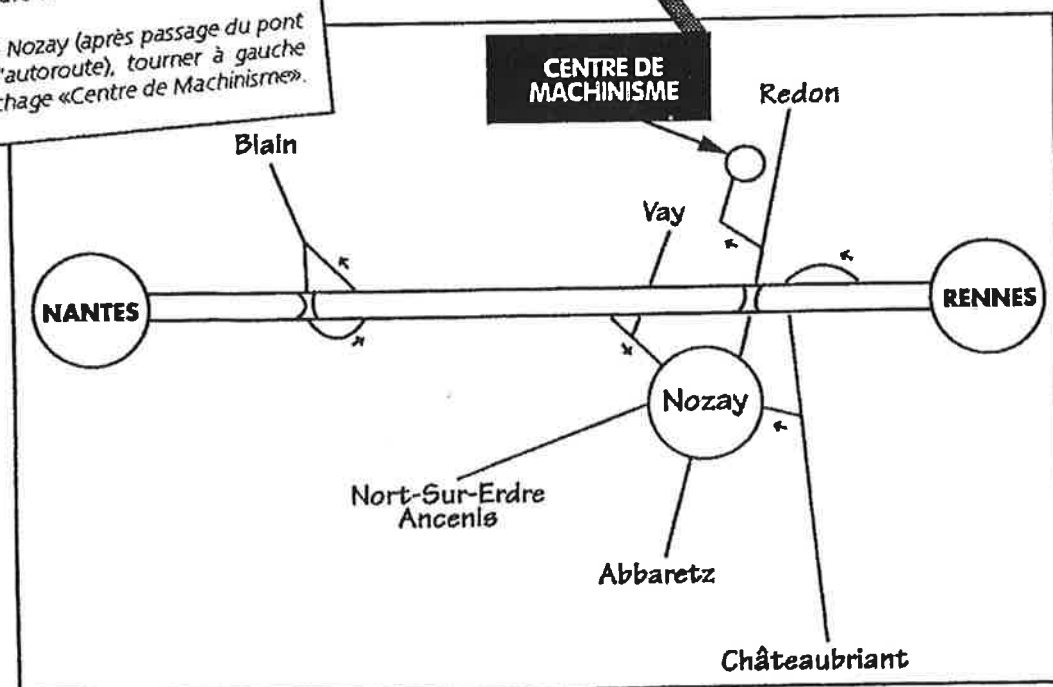 Nozay (après passage du pont
l'autoroute), tourner à gauche
chage «Centre de Machinisme».
CENTRE DE
MACHINISME
Redon
Blain
Vay
NANTES
RENNES
Nozay
Nort-Sur-Erdre
Ancenis
Abbaretz
Châteaubriant